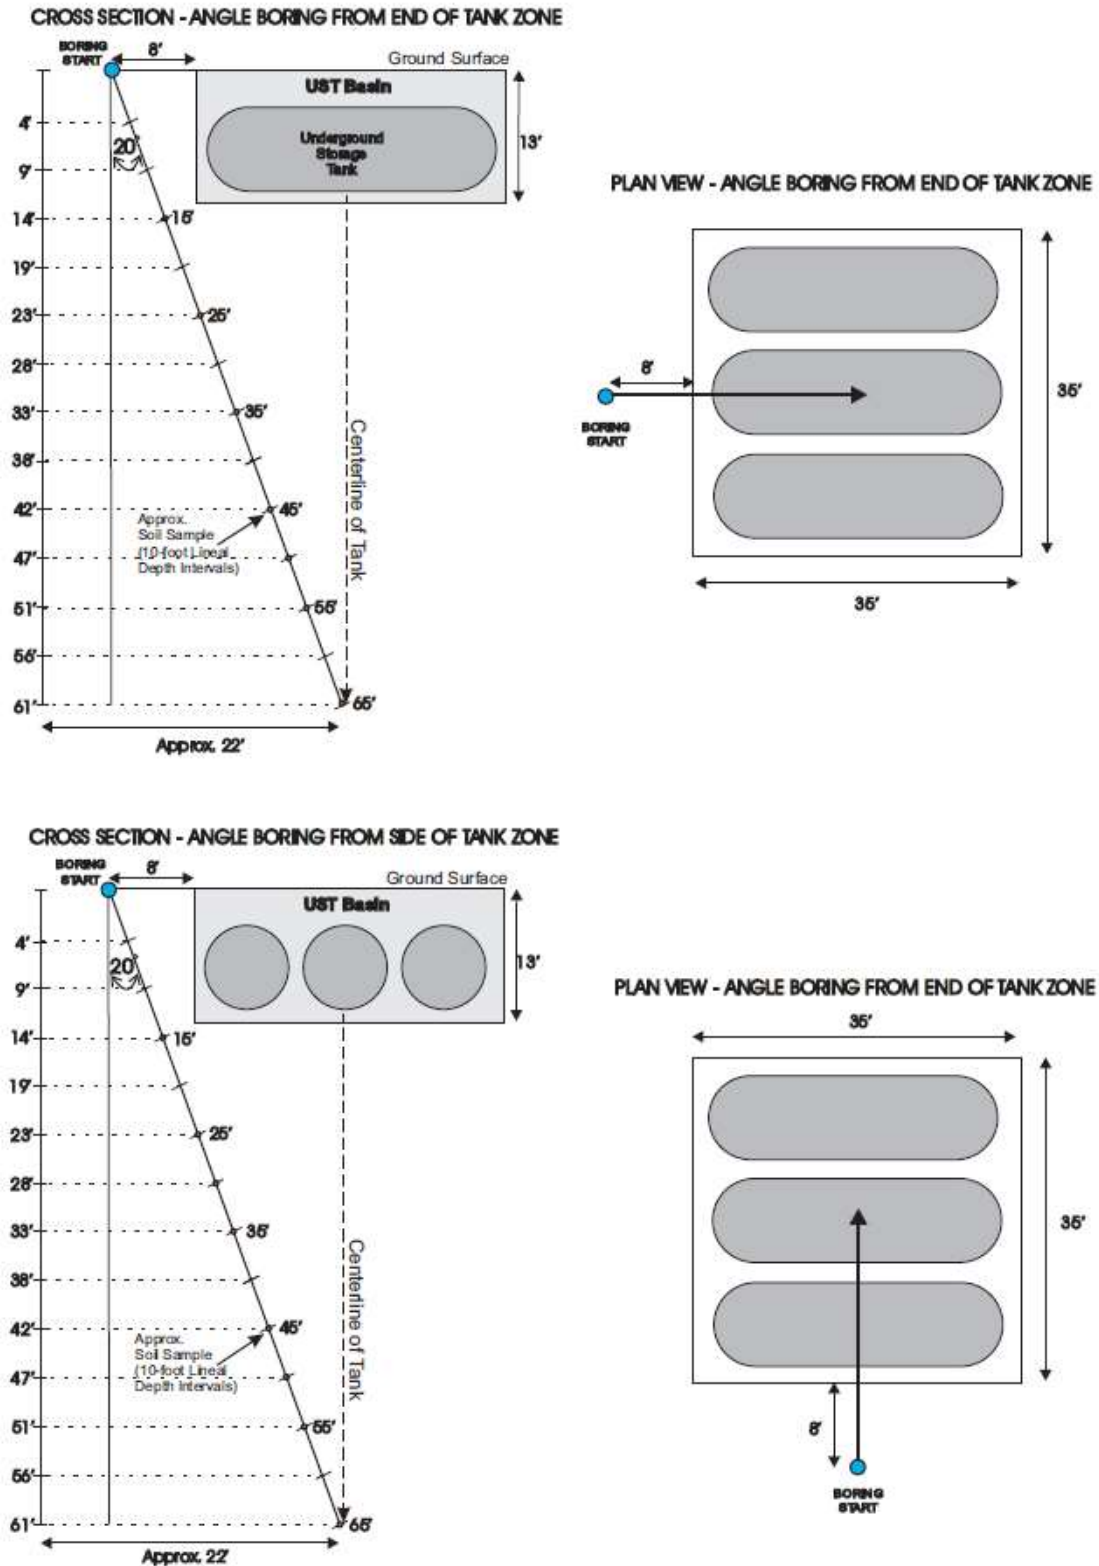 CROSS SECTION - ANGLE BORING FROM END OF TANK ZONE
BORING
START
8'
Ground Surface
UST Basin
Underground
Storage
Tank
13'
20°
4'
9'
14'
15'
19'
23'
25'
28'
33'
35'
38'
42'
45'
Approx.
Soil Sample
(10-foot Lineal
Depth Intervals)
47'
51'
55'
56'
61'
65'
Centerline of Tank
Approx. 22'
PLAN VIEW - ANGLE BORING FROM END OF TANK ZONE
8'
BORING
START
35'
35'
CROSS SECTION - ANGLE BORING FROM SIDE OF TANK ZONE
BORING
START
8'
Ground Surface
UST Basin
13'
20°
4'
9'
14'
15'
19'
23'
25'
28'
33'
35'
38'
42'
45'
Approx.
Soil Sample
(10-foot Lineal
Depth Intervals)
47'
51'
55'
56'
61'
65'
Centerline of Tank
Approx. 22'
PLAN VIEW - ANGLE BORING FROM END OF TANK ZONE
35'
35'
8'
BORING
START